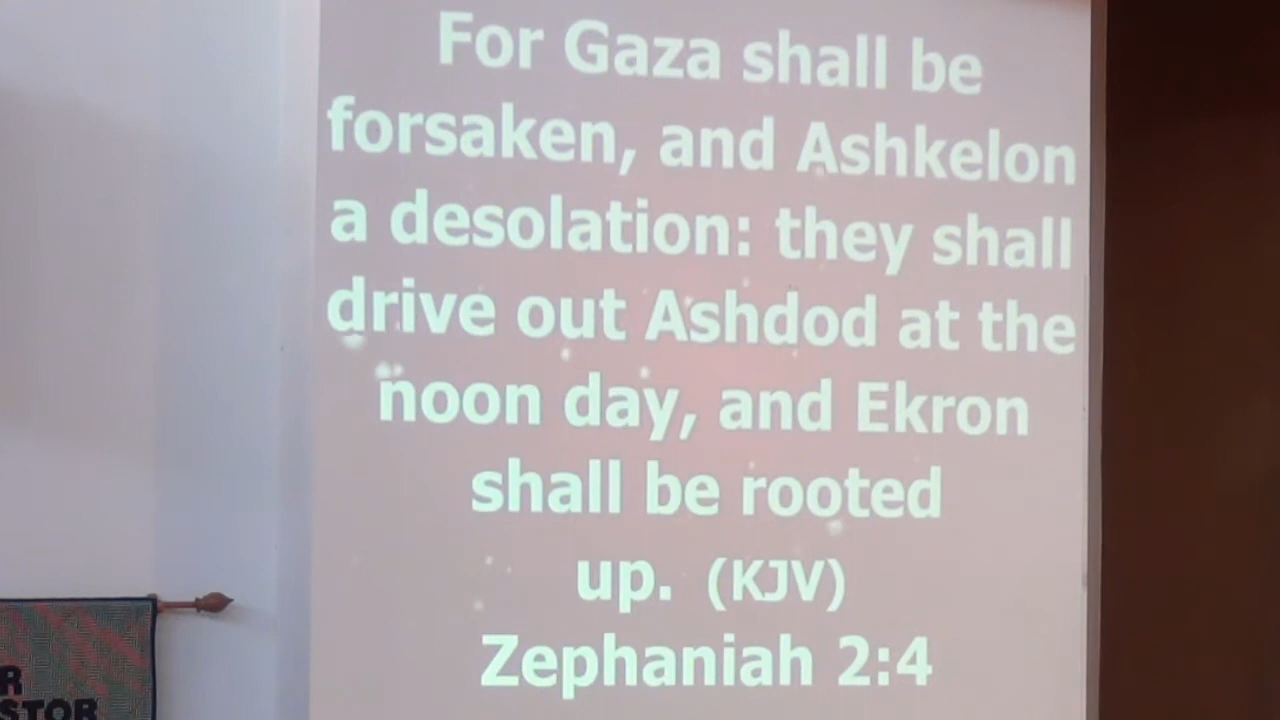 For Gaza shall be
forsaken, and Ashkelon
a desolation: they shall
drive out Ashdod at the
noon day, and Ekron
shall be rooted
up. (KJV)
Zephaniah 2:4
R
STOR